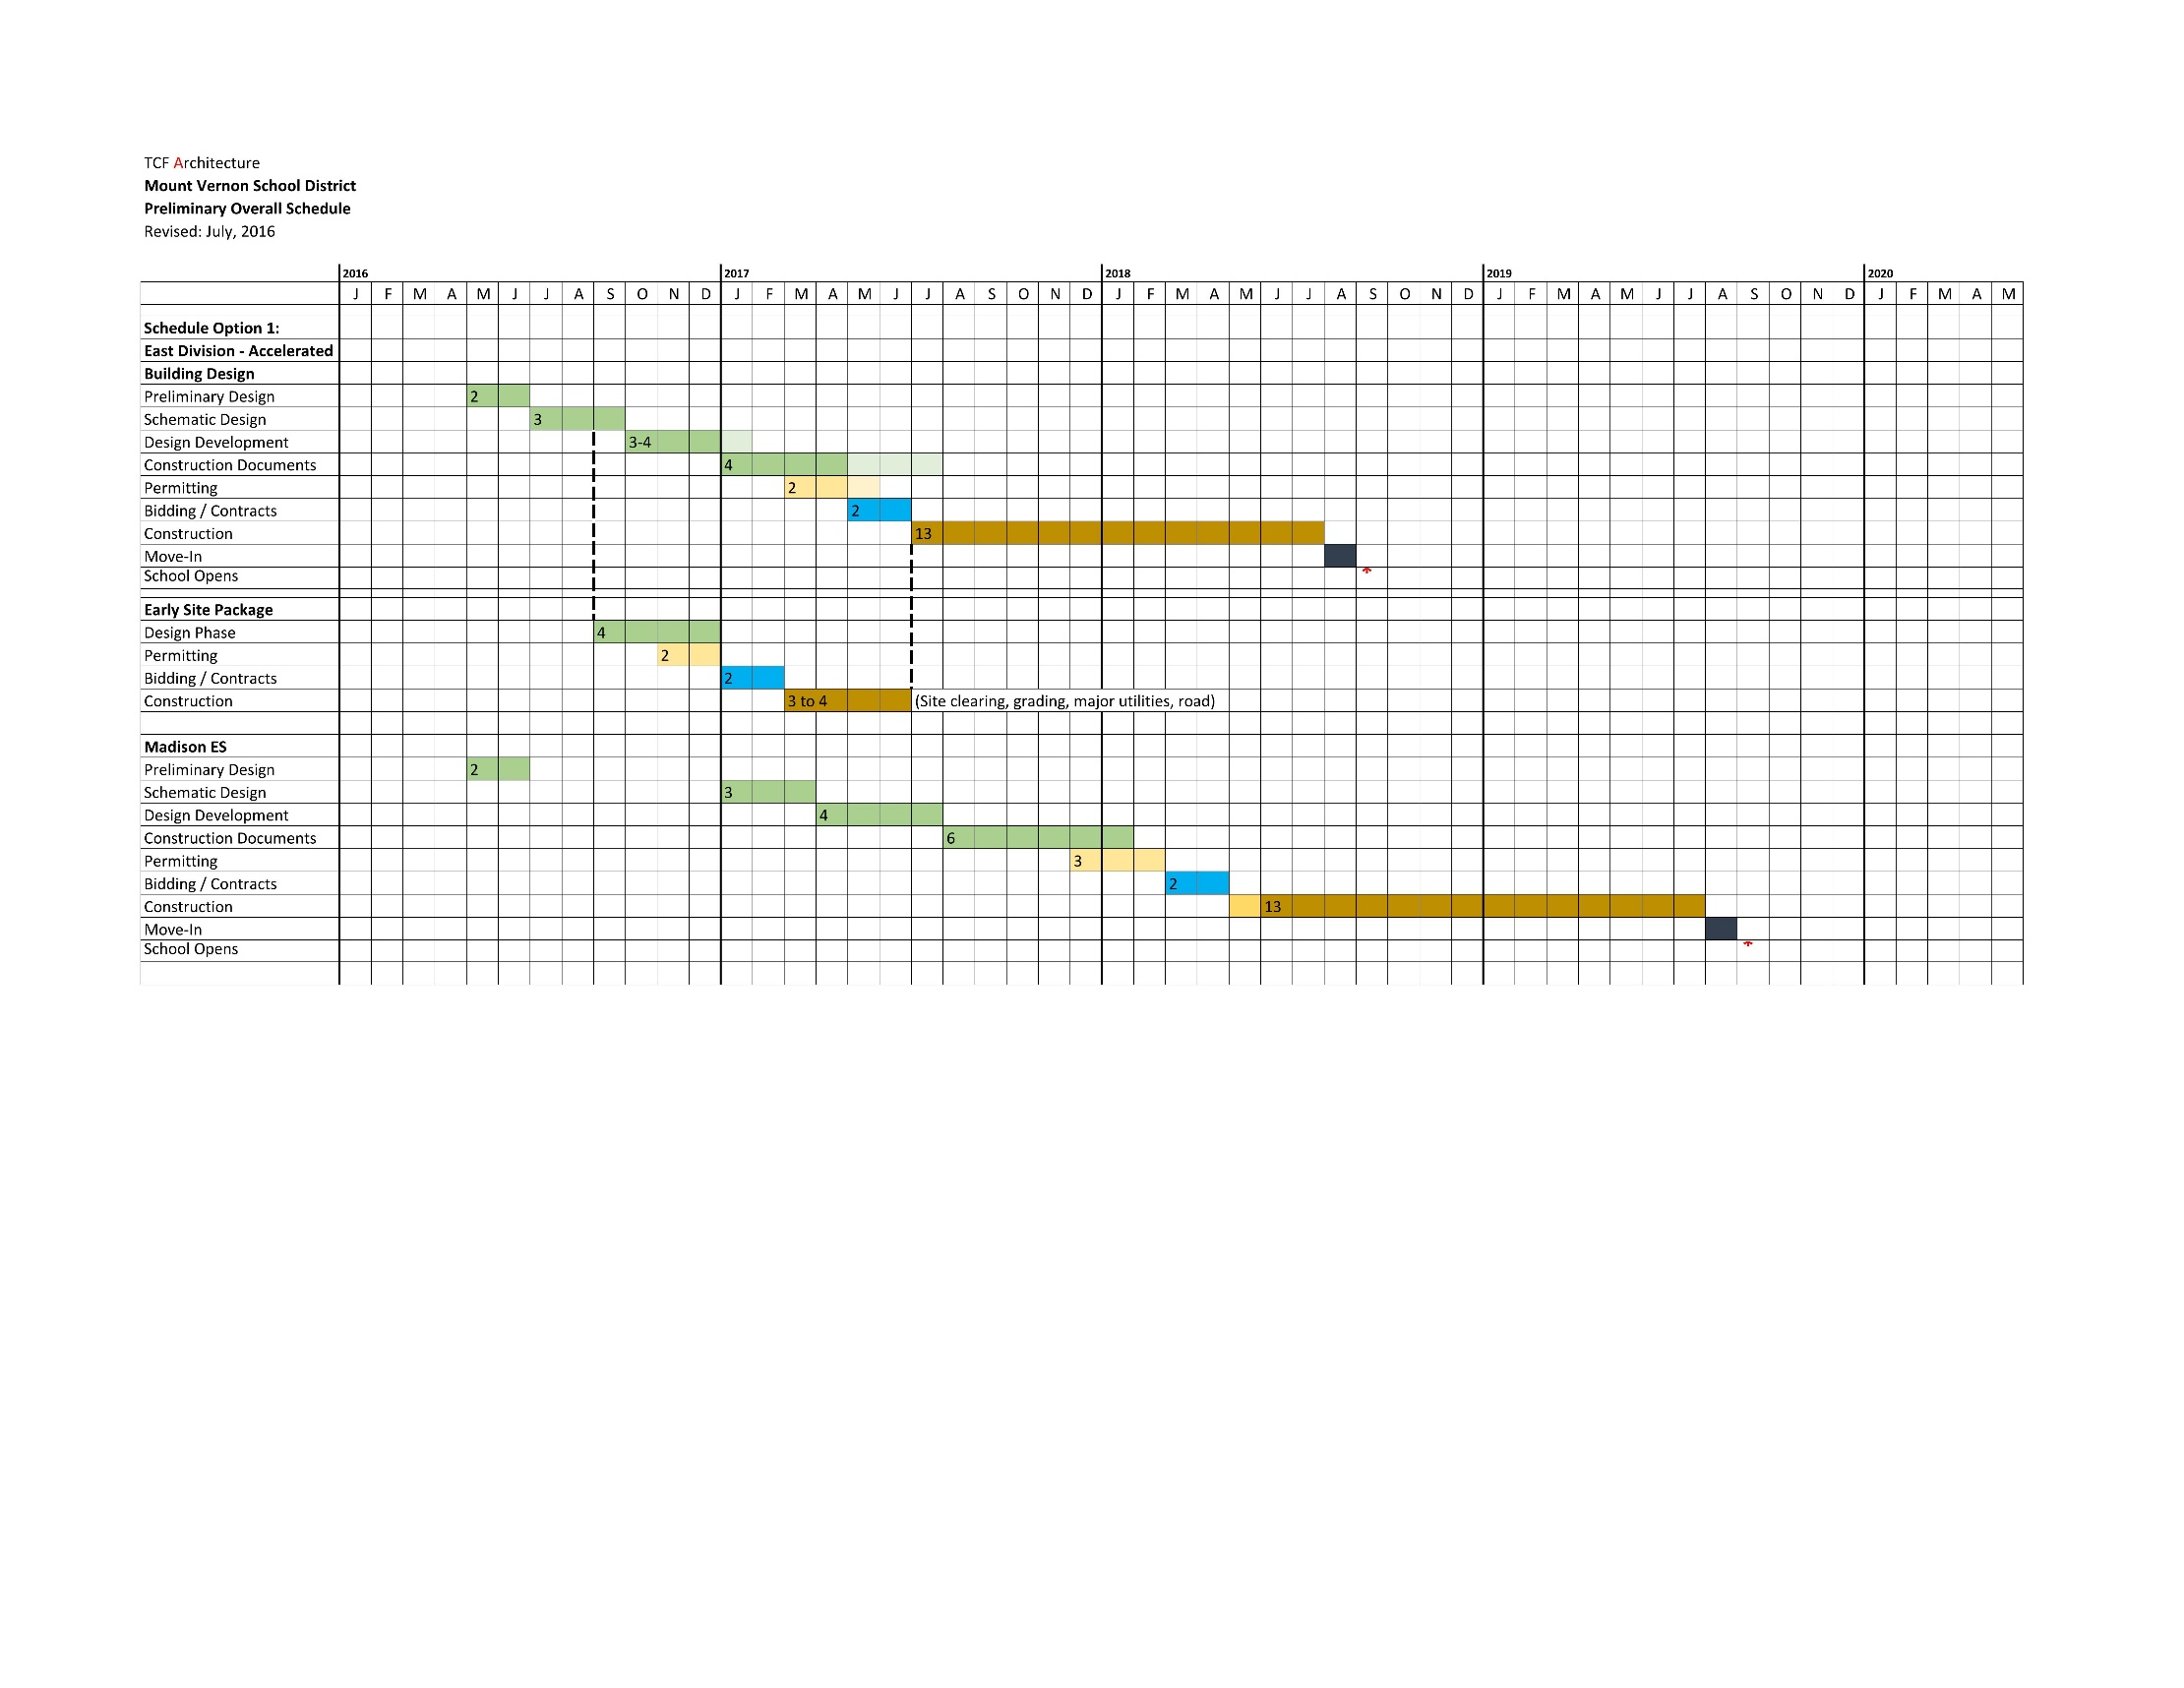 TCF Architecture
Mount Vernon School District
Preliminary Overall Schedule
Revised: July, 2016
2016 2017 2018 2019 2020
J F M A M J J A S O N D J F M A M J J A S O N D J F M A M J J A S O N D J F M A M J J A S O N D J F M A M
Schedule Option 1:
East Division - Accelerated
Building Design
Preliminary Design 2
Schematic Design 3
Design Development 3-4
Construction Documents 4
Permitting 2
Bidding / Contracts 2
Construction 13
Move-In
School Opens *
Early Site Package
Design Phase 4
Permitting 2
Bidding / Contracts 2
Construction 3 to 4 (Site clearing, grading, major utilities, road)
Madison ES
Preliminary Design 2
Schematic Design 3
Design Development 4
Construction Documents 6
Permitting 3
Bidding / Contracts 2
Construction 13
Move-In
School Opens *